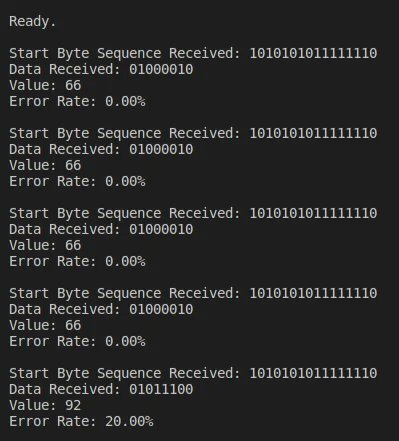 Ready.
Start Byte Sequence Received: 1010101011111110
Data Received: 01000010
Value: 66
Error Rate: 0.00%
Start Byte Sequence Received: 1010101011111110
Data Received: 01000010
Value: 66
Error Rate: 0.00%
Start Byte Sequence Received: 1010101011111110
Data Received: 01000010
Value: 66
Error Rate: 0.00%
Start Byte Sequence Received: 1010101011111110
Data Received: 01000010
Value: 66
Error Rate: 0.00%
Start Byte Sequence Received: 1010101011111110
Data Received: 01011100
Value: 92
Error Rate: 20.00%